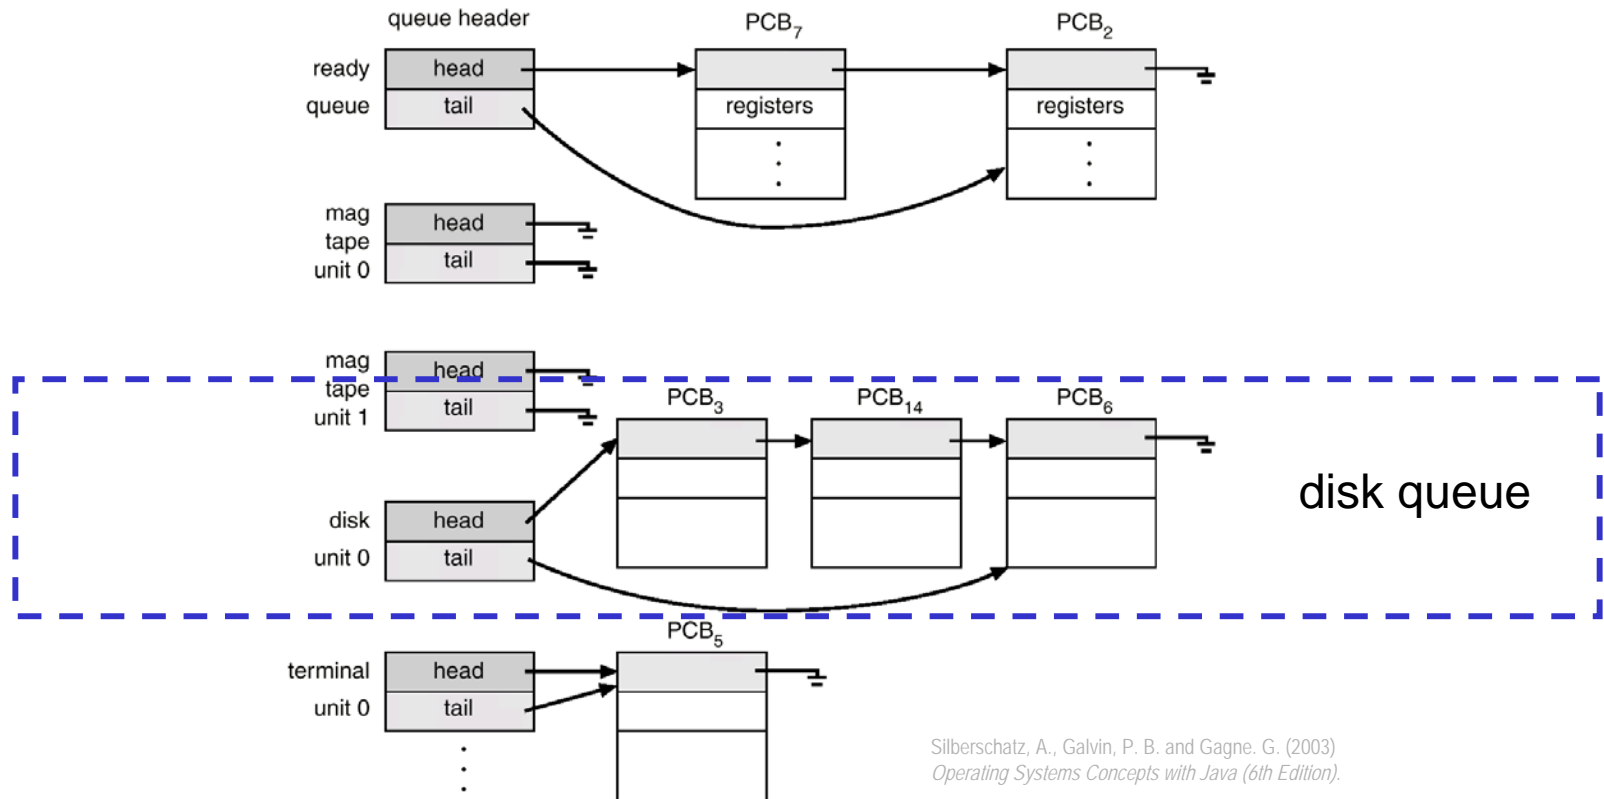 queue header
PCB7
PCB2
ready
queue
head
tail
registers
registers
mag
tape
unit 0
head
tail
mag
tape
unit 1
head
tail
PCB3
PCB14
PCB6
disk queue
disk
unit 0
head
tail
PCB5
terminal
unit 0
head
tail
Silberschatz, A., Galvin, P. B. and Gagne. G. (2003)
Operating Systems Concepts with Java (6th Edition).